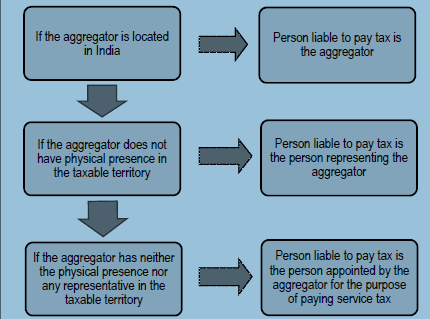 If the aggregator is located
in India
Person liable to pay tax is
the aggregator
If the aggregator does not
have physical presence in
the taxable territory
Person liable to pay tax is
the person representing the
aggregator
If the aggregator has neither
the physical presence nor
any representative in the
taxable territory
Person liable to pay tax is
the person appointed by the
aggregator for the purpose
of paying service tax